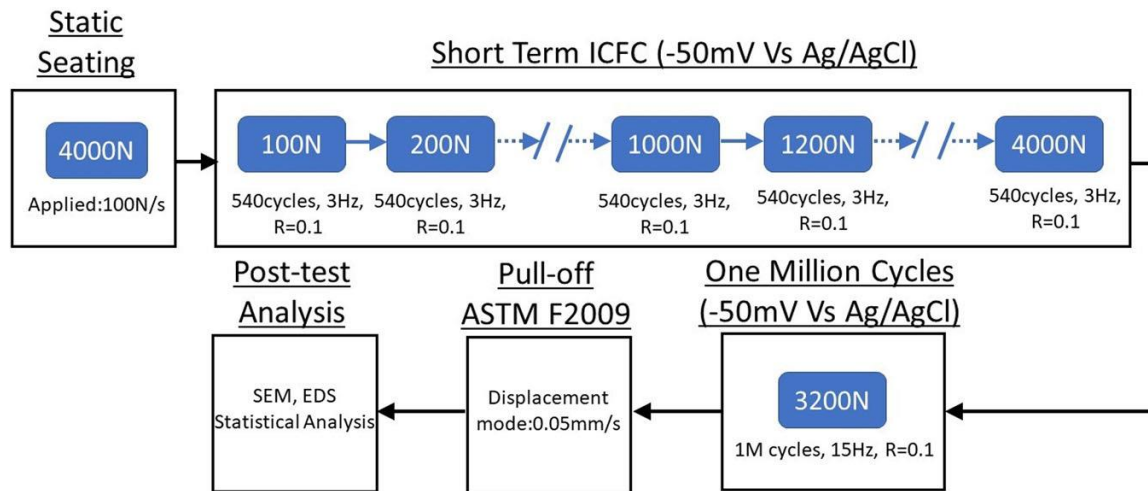 Static
Seating
4000N
Applied:100N/s
Short Term ICFC (-50mV Vs Ag/AgCl)
100N
540cycles, 3Hz,
R=0.1
200N
540cycles, 3Hz,
R=0.1
1000N
540cycles, 3Hz,
R=0.1
1200N
540cycles, 3Hz,
R=0.1
4000N
540cycles, 3Hz,
R=0.1
One Million Cycles
(-50mV Vs Ag/AgCl)
3200N
1M cycles, 15Hz, R=0.1
Pull-off
ASTM F2009
Displacement
mode:0.05mm/s
Post-test
Analysis
SEM, EDS
Statistical Analysis